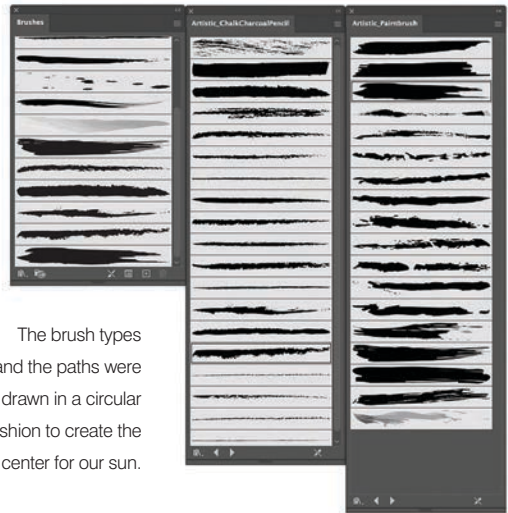 Brushes
Artistic_ChalkCharcoalPencil
Artistic_Paintbrush
The brush types
and the paths were
drawn in a circular
shion to create the
center for our sun.